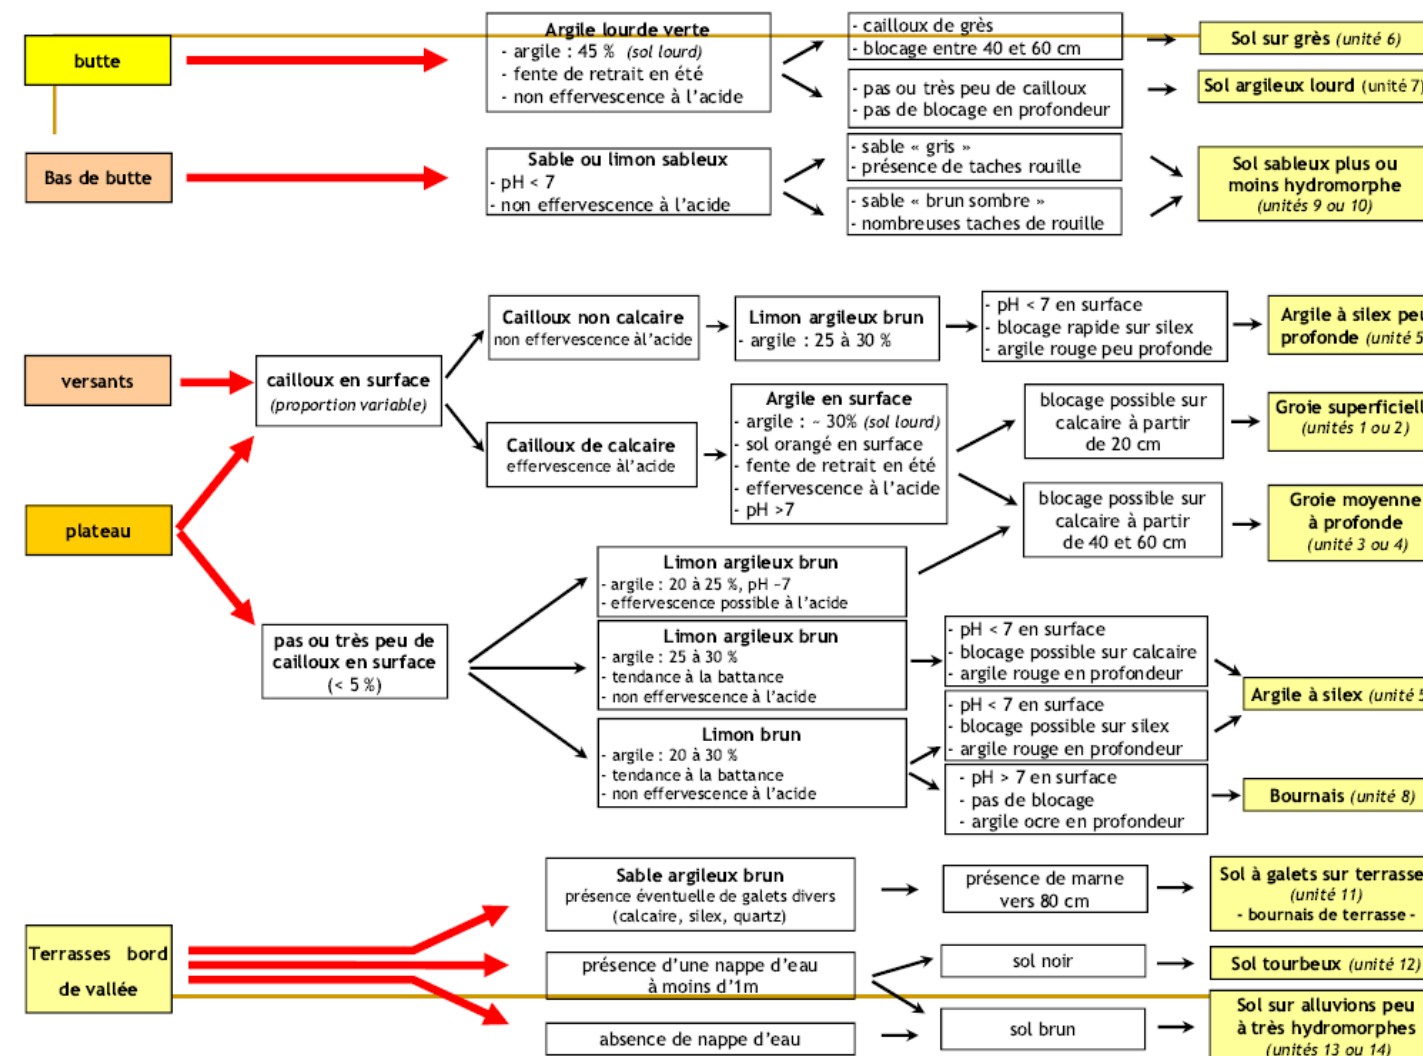 butte
Argile lourde verte
- argile : 45 % (sol lourd)
- fente de retrait en été
- non effervescence à l'acide
- cailloux de grès
- blocage entre 40 et 60 cm
Sol sur grès (unité 6)
- pas ou très peu de cailloux
- pas de blocage en profondeur
Sol argileux lourd (unité 7)
Bas de butte
Sable ou limon sableux
- pH < 7
- non effervescence à l'acide
- sable « gris »
- présence de taches rouille
- sable « brun sombre »
- nombreuses taches de rouille
Sol sableux plus ou
moins hydromorphe
(unités 9 ou 10)
versants
cailloux en surface
(proportion variable)
Cailloux non calcaire
non effervescence àl'acide
Limon argileux brun
- argile : 25 à 30 %
- pH < 7 en surface
- blocage rapide sur silex
- argile rouge peu profonde
Argile à silex peu
profonde (unité 5
Cailloux de calcaire
effervescence àl'acide
Argile en surface
- argile : ~ 30% (sol lourd)
- sol orangé en surface
- fente de retrait en été
- effervescence à l'acide
- pH >7
blocage possible sur
calcaire à partir
de 20 cm
Groie superficiell
(unités 1 ou 2)
blocage possible sur
calcaire à partir
de 40 et 60 cm
Groie moyenne
à profonde
(unité 3 ou 4)
plateau
pas ou très peu de
cailloux en surface
(< 5 %)
Limon argileux brun
- argile : 20 à 25 %, pH ~7
- effervescence possible à l'acide
Limon argileux brun
- argile : 25 à 30 %
- tendance à la battance
- non effervescence à l'acide
- pH < 7 en surface
- blocage possible sur calcaire
- argile rouge en profondeur
Limon brun
- argile : 20 à 30 %
- tendance à la battance
- non effervescence à l'acide
- pH < 7 en surface
- blocage possible sur silex
- argile rouge en profondeur
Argile à silex (unité 5
- pH > 7 en surface
- pas de blocage
- argile ocre en profondeur
Bournais (unité 8)
Terrasses bord
de vallée
Sable argileux brun
présence éventuelle de galets divers
(calcaire, silex, quartz)
présence de marne
vers 80 cm
Sol à galets sur terrasse
(unité 11)
- bournais de terrasse -
présence d'une nappe d'eau
à moins d'1m
sol noir
Sol tourbeux (unité 12)
absence de nappe d'eau
sol brun
Sol sur alluvions peu
à très hydromorphes
(unités 13 ou 14)